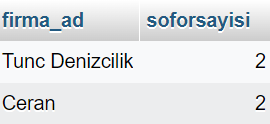 firma_ad soforsayisi
Tunc Denizcilik 2
Ceran 2